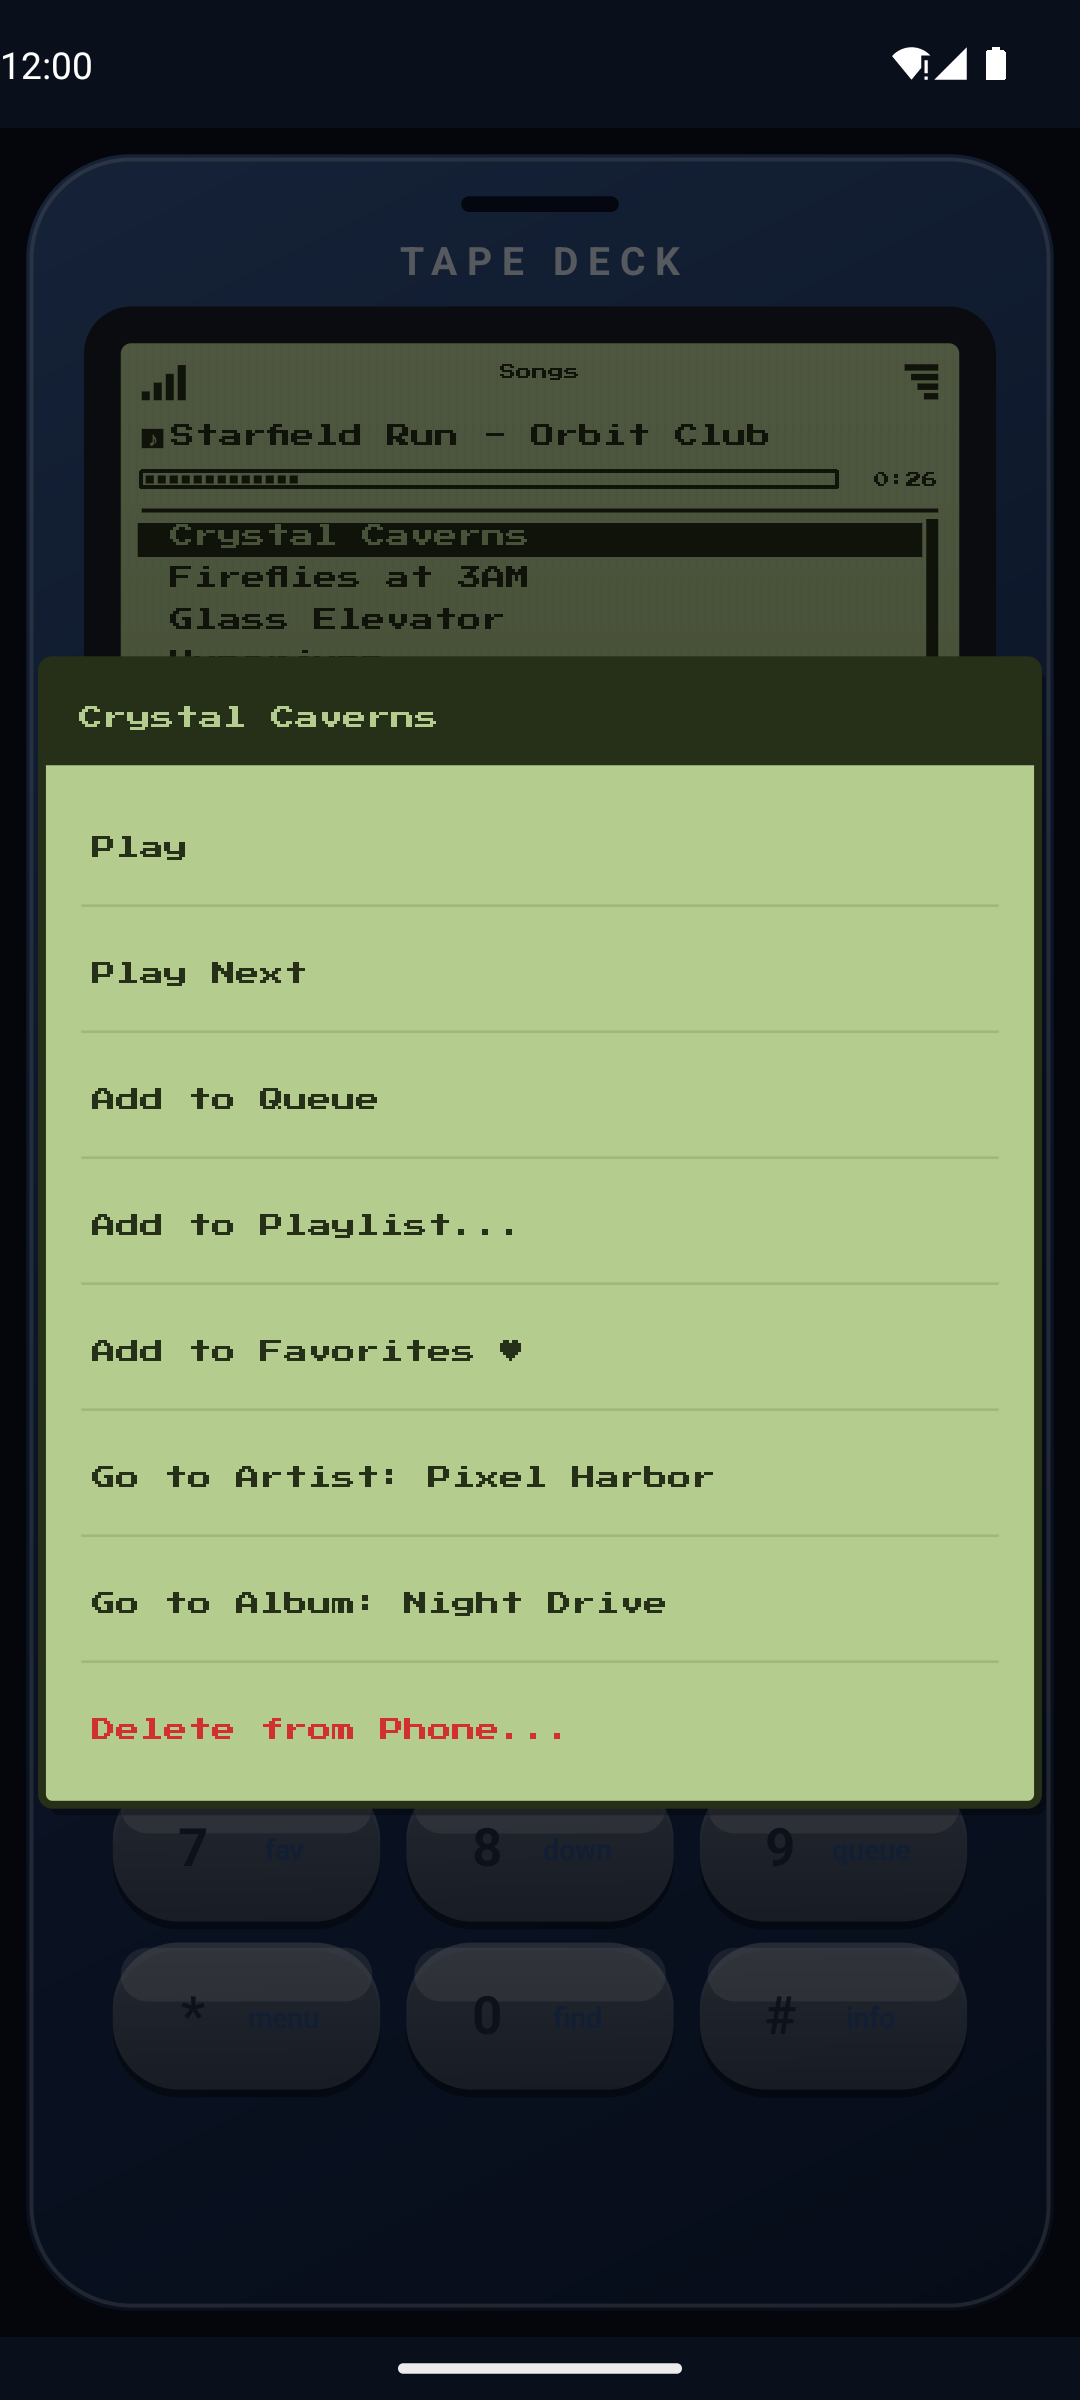 12:00
TAPE DECK
Songs
Starfield Run - Orbit Club
0:26
Crystal Caverns
Fireflies at 3AM
Glass Elevator
Crystal Caverns
Play
Play Next
Add to Queue
Add to Playlist...
Add to Favorites ♥
Go to Artist: Pixel Harbor
Go to Album: Night Drive
Delete from Phone...
7 fav 8 down 9 queue
* menu 0 find # info